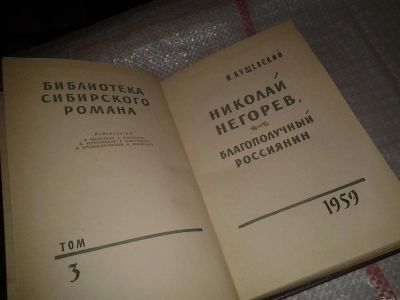 БИБЛИОТЕКА
СИБИРСКОГО
РОМАНА
ТОМ
3
И. КУЩЕВСКИЙ
НИКОЛАЙ
НЕГОРЕВ,
БЛАГОПОЛУЧНЫЙ
РОССИЯНИН
1959